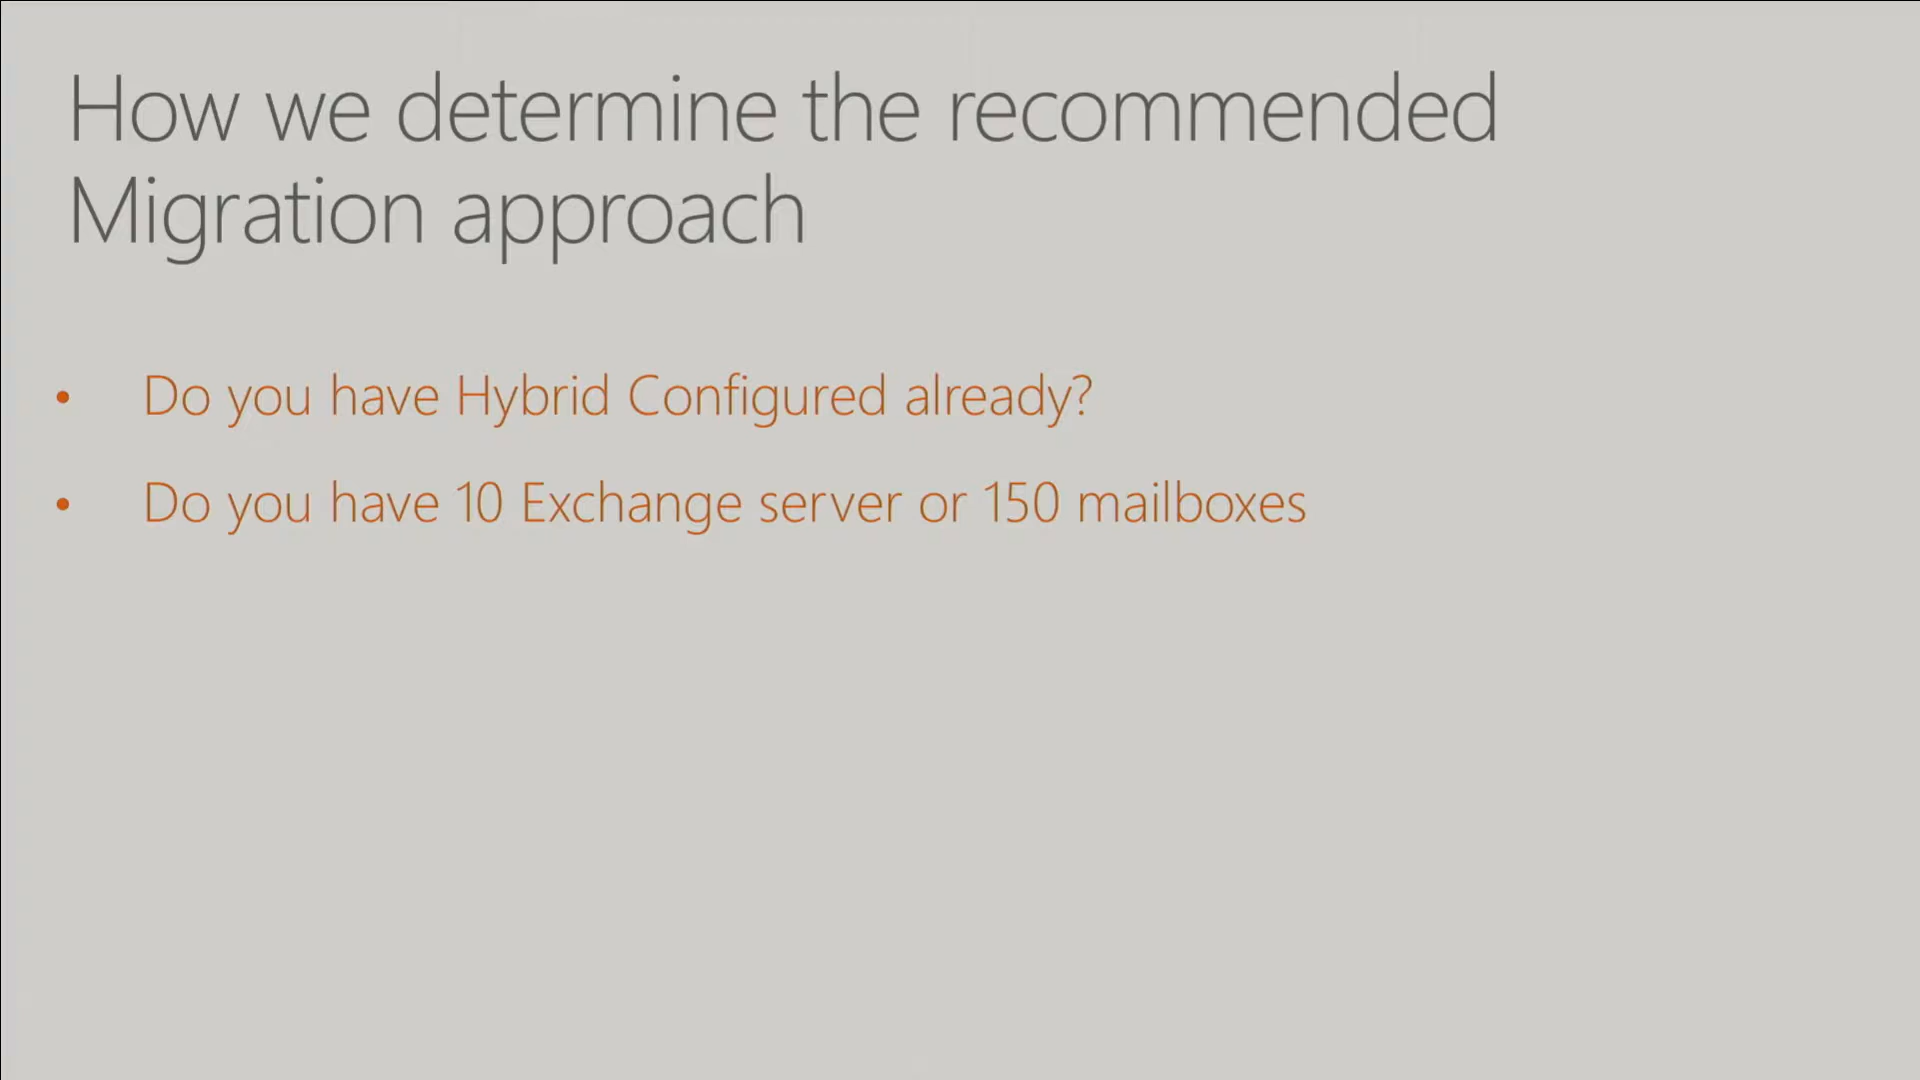 How we determine the recommended
Migration approach
• Do you have Hybrid Configured already?
• Do you have 10 Exchange server or 150 mailboxes